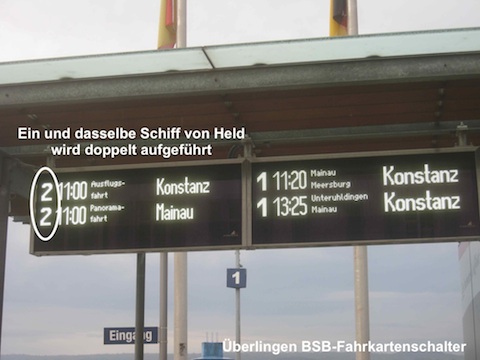 Ein und dasselbe Schiff von Held
wird doppelt aufgeführt
2 11:00 Ausflugs-
fahrt Konstanz
2 11:00 Panorama-
fahrt Mainau
1 11:20 Mainau
Meersburg Konstanz
1 13:25 Unteruhldingen
Mainau Konstanz
1
Eingang
Überlingen BSB-Fahrkartenschalter